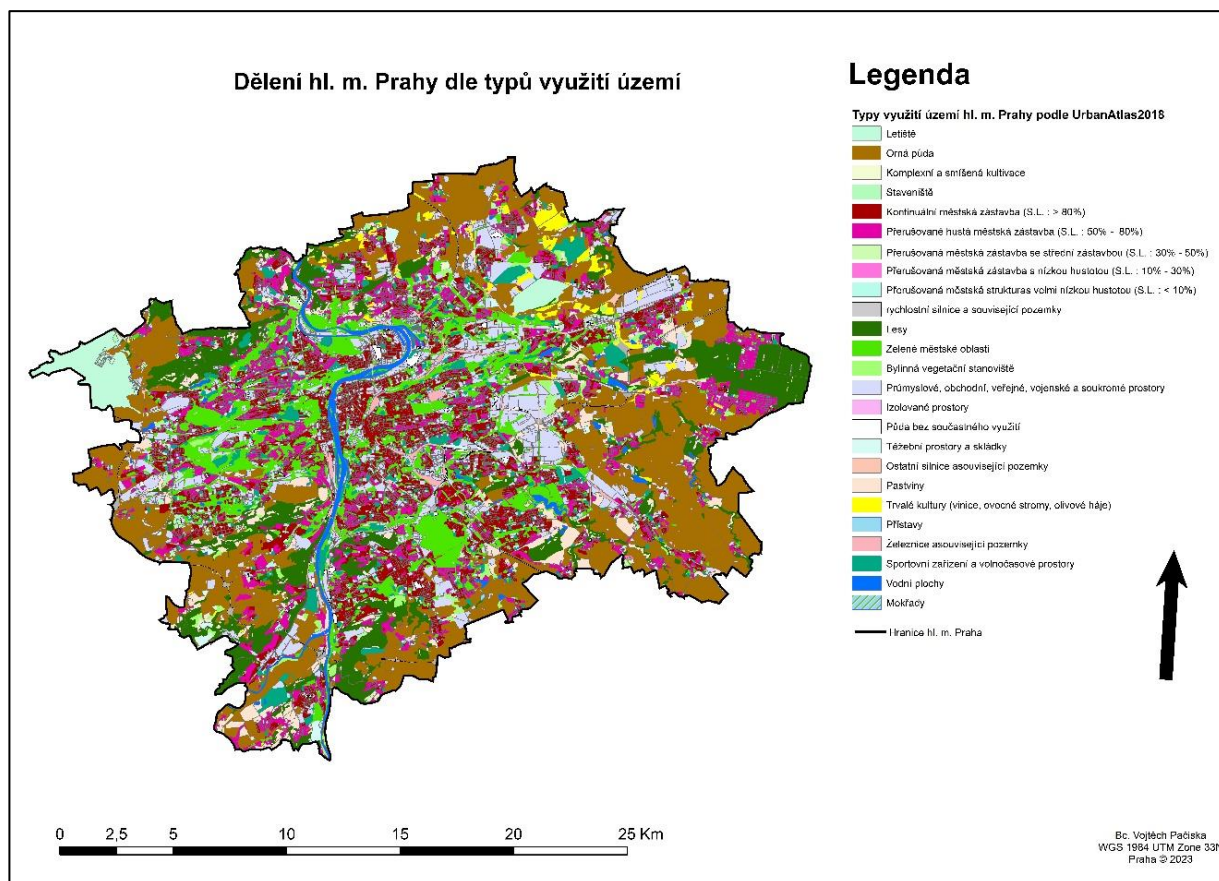 Dělení hl. m. Prahy dle typů využití území
Legenda
Typy využití území hl. m. Prahy podle UrbanAtlas2018
Letiště
Orná půda
Komplexní a smíšená kultivace
Staveniště
Kontinuální městská zástavba (S.L. : > 80%)
Přerušované hustá městská zástavba (S.L. : 50% - 80%)
Přerušovaná městská zástavba se střední zástavbou (S.L. : 30% - 50%)
Přerušovaná městská zástavba s nízkou hustotou (S.L. : 10% - 30%)
Přerušovaná městská strukturas velmi nízkou hustotou (S.L. : < 10%)
rychlostní silnice a související pozemky
Lesy
Zelené městské oblasti
Bylinná vegetační stanoviště
Průmyslové, obchodní, veřejné, vojenské a soukromé prostory
Izolované prostory
Půda bez součastného využití
Těžební prostory a skládky
Ostatní silnice asouvisející pozemky
Pastviny
Trvalé kultury (vinice, ovocné stromy, olivové háje)
Přístavy
Železnice asouvisející pozemky
Sportovní zařízení a volnočasové prostory
Vodní plochy
Mokřady
Hranice hl. m. Praha
0 2,5 5 10 15 20 25 Km
Bc. Vojtěch Pačiska
WGS 1984 UTM Zone 33N
Praha © 2023